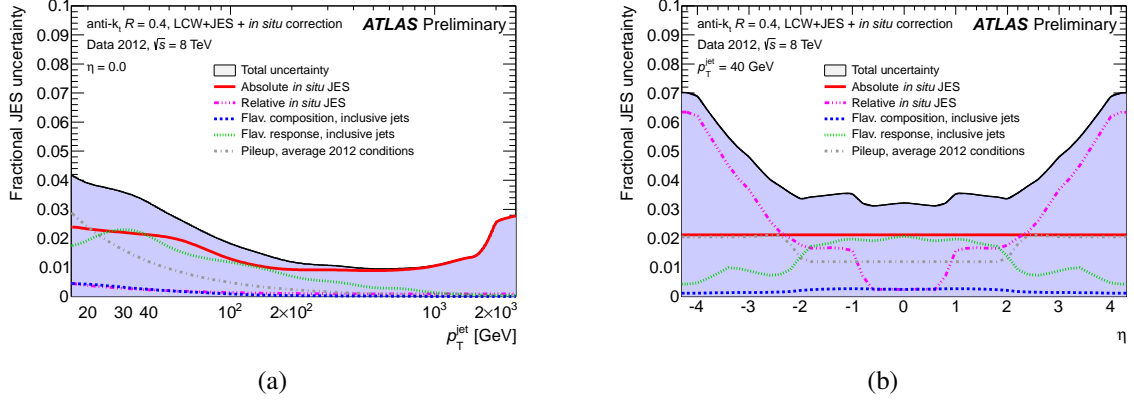 anti-kₜ R = 0.4, LCW+JES + in situ correction
ATLAS Preliminary
Data 2012, √s = 8 TeV
η = 0.0
Total uncertainty
Absolute in situ JES
Relative in situ JES
Flav. composition, inclusive jets
Flav. response, inclusive jets
Pileup, average 2012 conditions
Fractional JES uncertainty
0.1
0.09
0.08
0.07
0.06
0.05
0.04
0.03
0.02
0.01
0
20 30 40 10² 2×10² 10³ 2×10³
p_T^jet [GeV]
(a)
anti-kₜ R = 0.4, LCW+JES + in situ correction
ATLAS Preliminary
Data 2012, √s = 8 TeV
p_T^jet = 40 GeV
Total uncertainty
Absolute in situ JES
Relative in situ JES
Flav. composition, inclusive jets
Flav. response, inclusive jets
Pileup, average 2012 conditions
Fractional JES uncertainty
0.1
0.09
0.08
0.07
0.06
0.05
0.04
0.03
0.02
0.01
0
-4 -3 -2 -1 0 1 2 3 4
η
(b)